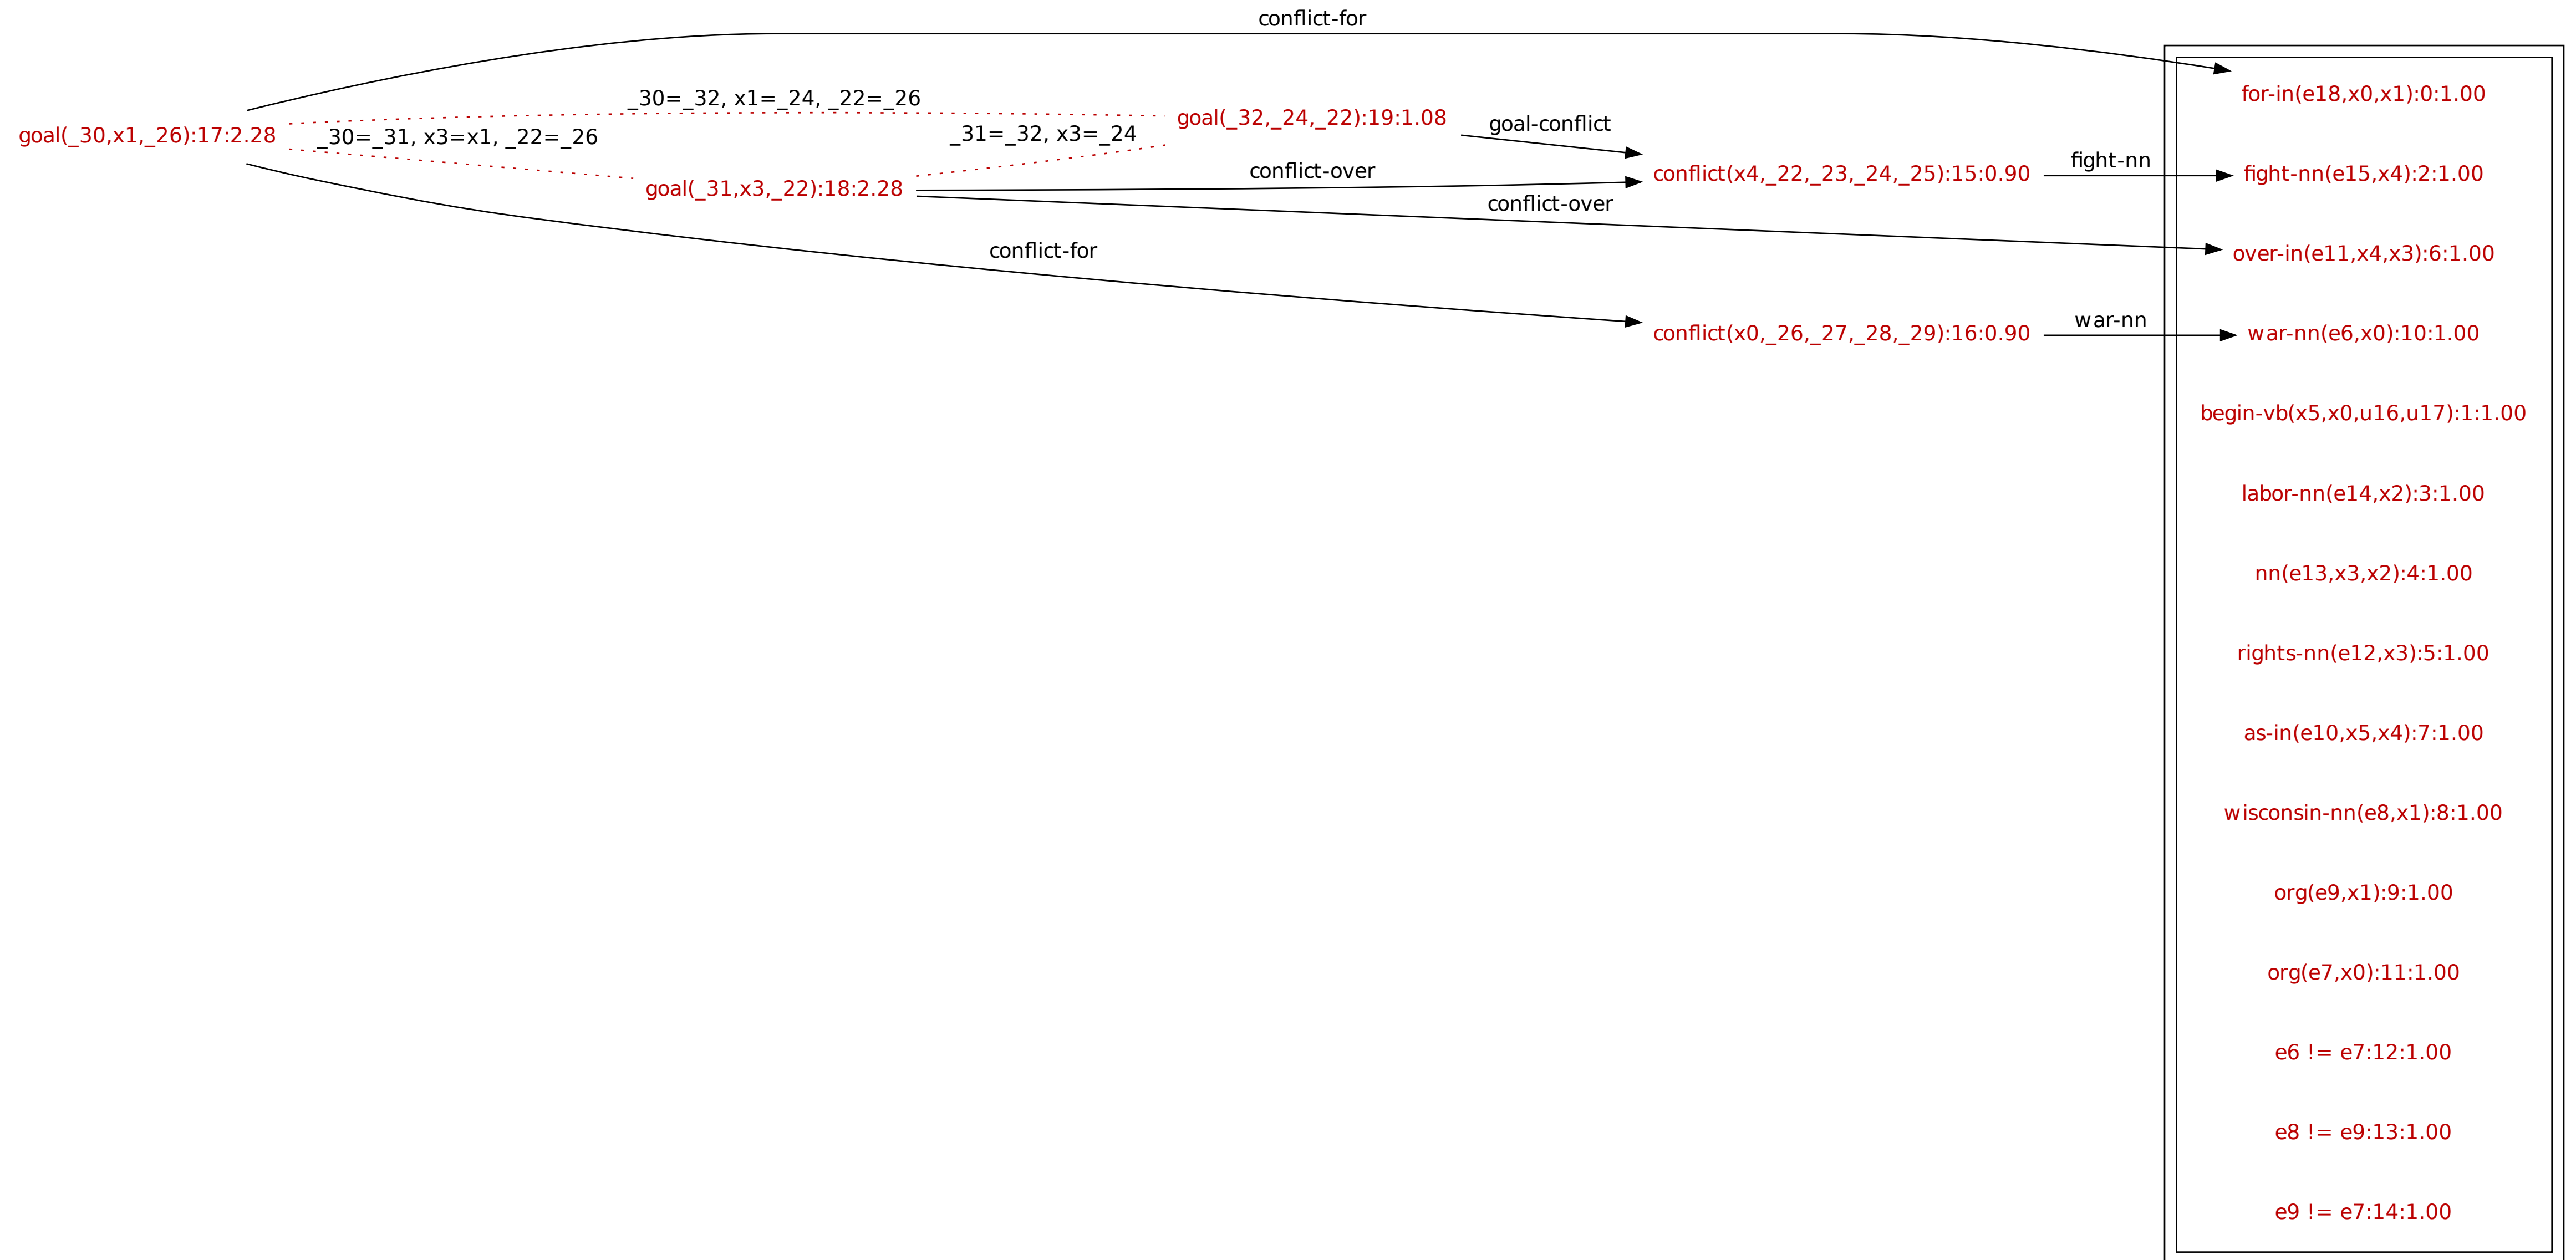 conflict-for
for-in(e18,x0,x1):0:1.00
_30=_32, x1=_24, _22=_26
goal(_32,_24,_22):19:1.08
goal-conflict
goal(_30,x1,_26):17:2.28
_30=_31, x3=x1, _22=_26
_31=_32, x3=_24
conflict-over
conflict(x4,_22,_23,_24,_25):15:0.90
fight-nn
fight-nn(e15,x4):2:1.00
goal(_31,x3,_22):18:2.28
conflict-over
over-in(e11,x4,x3):6:1.00
conflict-for
conflict(x0,_26,_27,_28,_29):16:0.90
war-nn
war-nn(e6,x0):10:1.00
begin-vb(x5,x0,u16,u17):1:1.00
labor-nn(e14,x2):3:1.00
nn(e13,x3,x2):4:1.00
rights-nn(e12,x3):5:1.00
as-in(e10,x5,x4):7:1.00
wisconsin-nn(e8,x1):8:1.00
org(e9,x1):9:1.00
org(e7,x0):11:1.00
e6 != e7:12:1.00
e8 != e9:13:1.00
e9 != e7:14:1.00